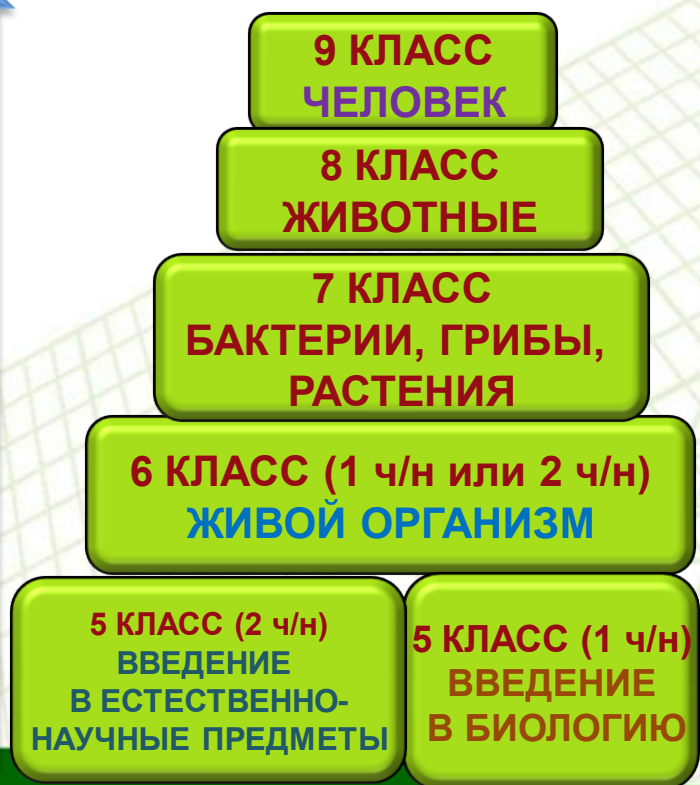 9 КЛАСС
ЧЕЛОВЕК
8 КЛАСС
ЖИВОТНЫЕ
7 КЛАСС
БАКТЕРИИ, ГРИБЫ,
РАСТЕНИЯ
6 КЛАСС (1 ч/н или 2 ч/н)
ЖИВОЙ ОРГАНИЗМ
5 КЛАСС (2 ч/н)
ВВЕДЕНИЕ
В ЕСТЕСТВЕННО-
НАУЧНЫЕ ПРЕДМЕТЫ
5 КЛАСС (1 ч/н)
ВВЕДЕНИЕ
В БИОЛОГИЮ